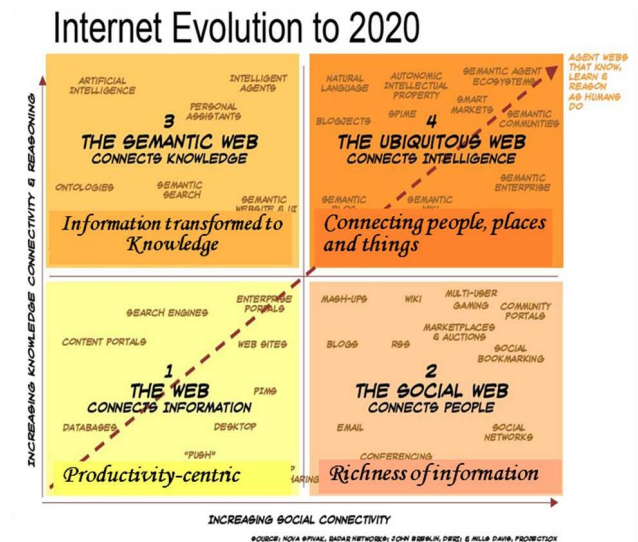 Internet Evolution to 2020
AGENT WEBS
THAT KNOW,
LEARN &
REASON
AS HUMANS
DO
INCREASING KNOWLEDGE CONNECTIVITY & REASONING
ARTIFICIAL
INTELLIGENCE
INTELLIGENT
AGENTS
PERSONAL
ASSISTANTS
3
THE SEMANTIC WEB
CONNECTS KNOWLEDGE
ONTOLOGIES
SEMANTIC
SEARCH
SEMANTIC
WEBSITE & UI
Information transformed to
Knowledge
NATURAL
LANGUAGE
AUTONOMIC
INTELLECTUAL
PROPERTY
SEMANTIC AGENT
ECOSYSTEMS
SMART
MARKETS
SPIME
BLOGJECTS
SEMANTIC
COMMUNITIES
4
THE UBIQUITOUS WEB
CONNECTS INTELLIGENCE
SEMANTIC
ENTERPRISE
SEMANTIC
SEMANTIC
Connecting people, places
and things
ENTERPRISE
PORTALS
SEARCH ENGINES
CONTENT PORTALS
WEB SITES
1
THE WEB
CONNECTS INFORMATION
PIMS
DATABASES
DESKTOP
"PUSH"
Productivity-centric
MASH-UPS
WIKI
MULTI-USER
GAMING
COMMUNITY
PORTALS
MARKETPLACES
& AUCTIONS
BLOGS
RSS
SOCIAL
BOOKMARKING
2
THE SOCIAL WEB
CONNECTS PEOPLE
EMAIL
SOCIAL
NETWORKS
CONFERENCING
P
HARING
Richness of information
INCREASING SOCIAL CONNECTIVITY
SOURCE: NOVA SPIVAK, RADAR NETWORKS; JOHN BRESLIN, DERI; & MILLS DAVIS, PROJECT10X